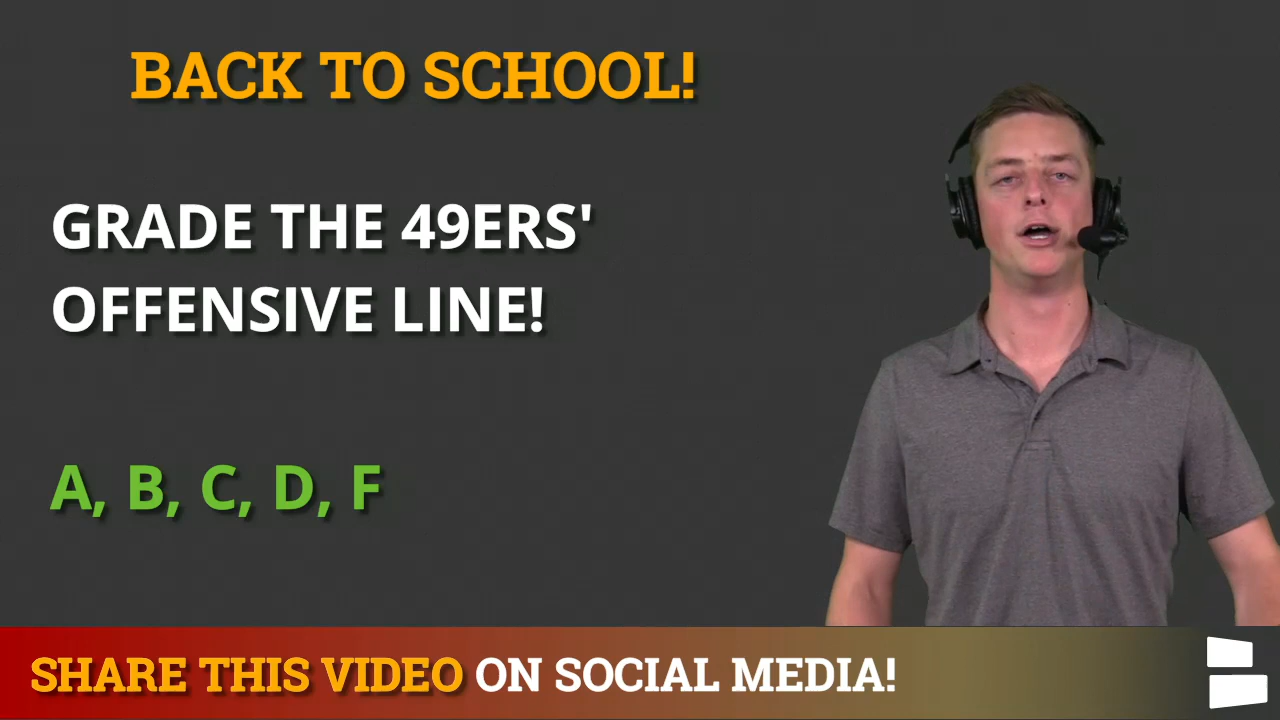 BACK TO SCHOOL!
GRADE THE 49ERS'
OFFENSIVE LINE!
A, B, C, D, F
SHARE THIS VIDEO ON SOCIAL MEDIA!